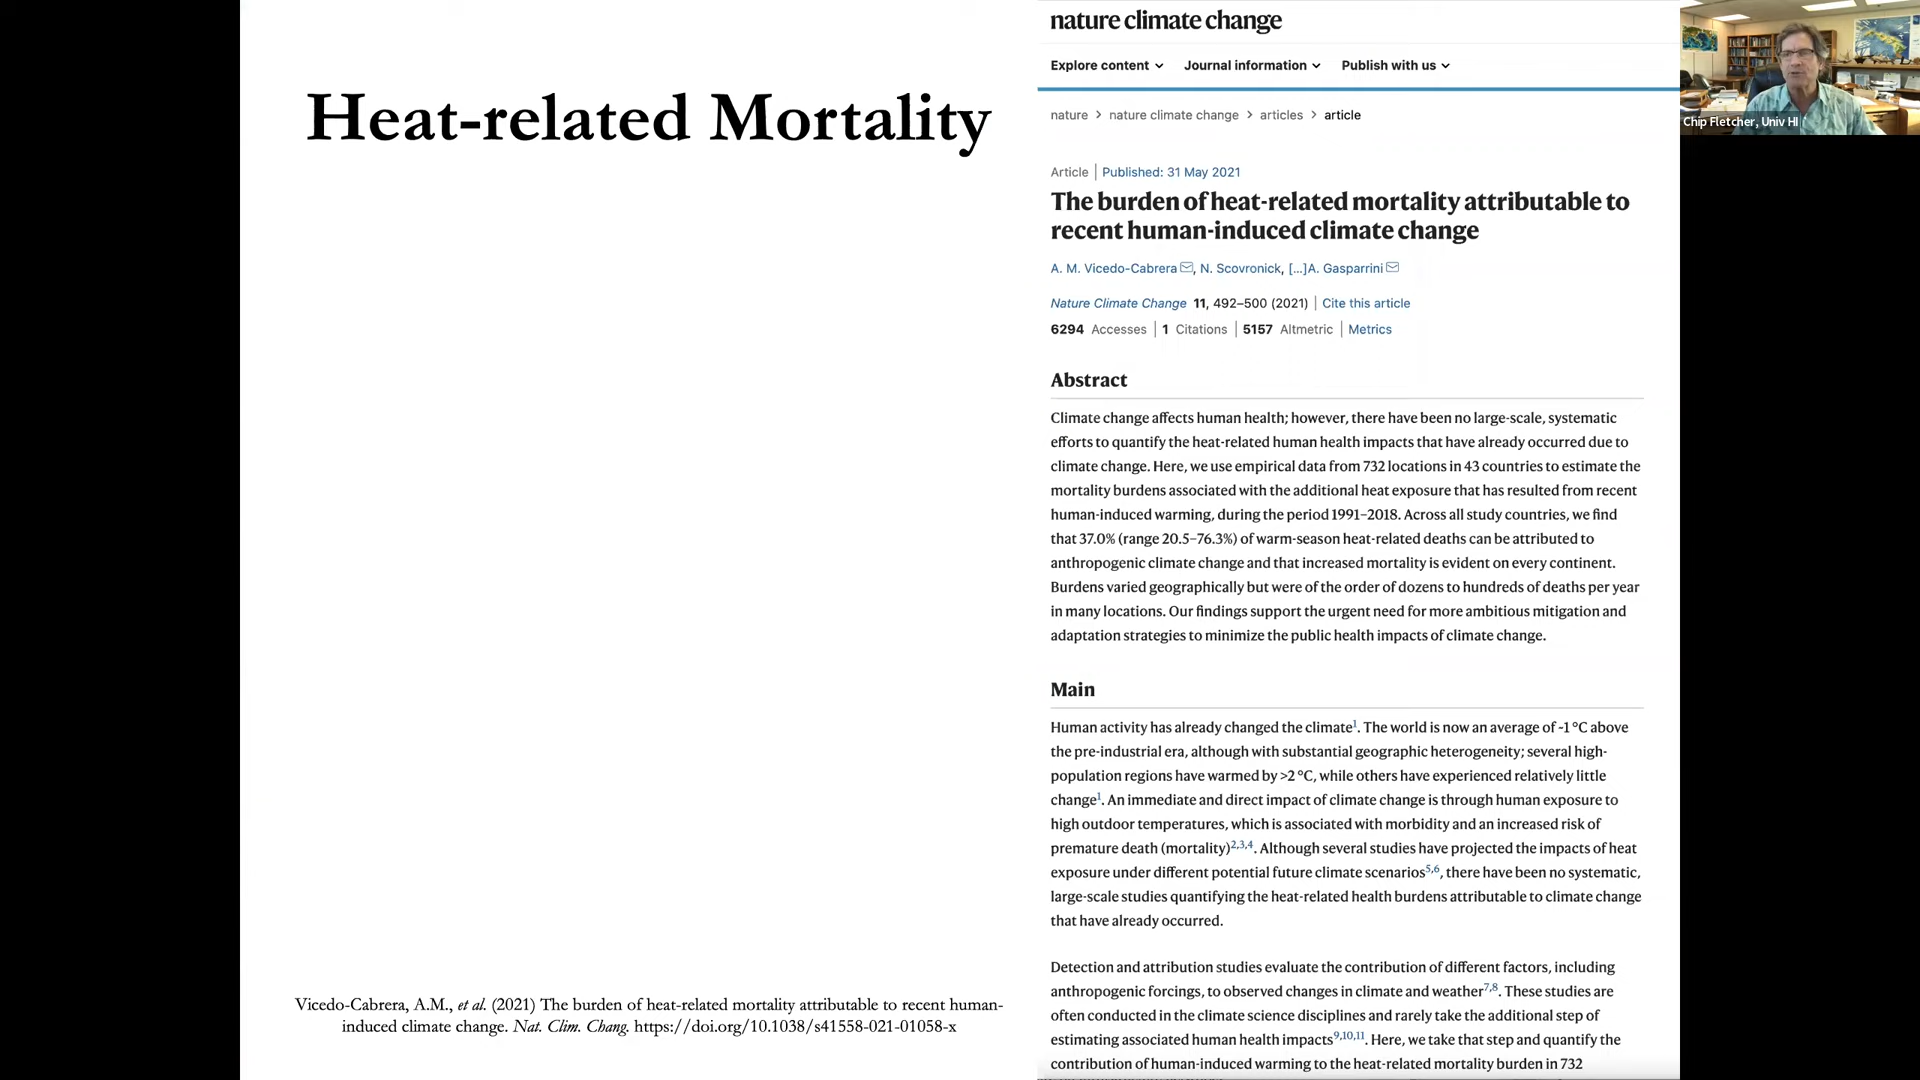 Heat-related Mortality
Vicedo-Cabrera, A.M., et al. (2021) The burden of heat-related mortality attributable to recent human-
induced climate change. Nat. Clim. Chang. https://doi.org/10.1038/s41558-021-01058-x
nature climate change
Explore content Journal information Publish with us
nature > nature climate change > articles > article
Article | Published: 31 May 2021
The burden of heat-related mortality attributable to
recent human-induced climate change
A. M. Vicedo-Cabrera, N. Scovronick, [...]A. Gasparrini
Nature Climate Change 11, 492–500 (2021) | Cite this article
6294 Accesses | 1 Citations | 5157 Altmetric | Metrics
Abstract
Climate change affects human health; however, there have been no large-scale, systematic
efforts to quantify the heat-related human health impacts that have already occurred due to
climate change. Here, we use empirical data from 732 locations in 43 countries to estimate the
mortality burdens associated with the additional heat exposure that has resulted from recent
human-induced warming, during the period 1991–2018. Across all study countries, we find
that 37.0% (range 20.5–76.3%) of warm-season heat-related deaths can be attributed to
anthropogenic climate change and that increased mortality is evident on every continent.
Burdens varied geographically but were of the order of dozens to hundreds of deaths per year
in many locations. Our findings support the urgent need for more ambitious mitigation and
adaptation strategies to minimize the public health impacts of climate change.
Main
Human activity has already changed the climate1. The world is now an average of ~1 °C above
the pre-industrial era, although with substantial geographic heterogeneity; several high-
population regions have warmed by >2 °C, while others have experienced relatively little
change1. An immediate and direct impact of climate change is through human exposure to
high outdoor temperatures, which is associated with morbidity and an increased risk of
premature death (mortality)2,3,4. Although several studies have projected the impacts of heat
exposure under different potential future climate scenarios5,6, there have been no systematic,
large-scale studies quantifying the heat-related health burdens attributable to climate change
that have already occurred.
Detection and attribution studies evaluate the contribution of different factors, including
anthropogenic forcings, to observed changes in climate and weather7,8. These studies are
often conducted in the climate science disciplines and rarely take the additional step of
estimating associated human health impacts9,10,11. Here, we take that step and quantify the
contribution of human-induced warming to the heat-related mortality burden in 732
Chip Fletcher, Univ HI